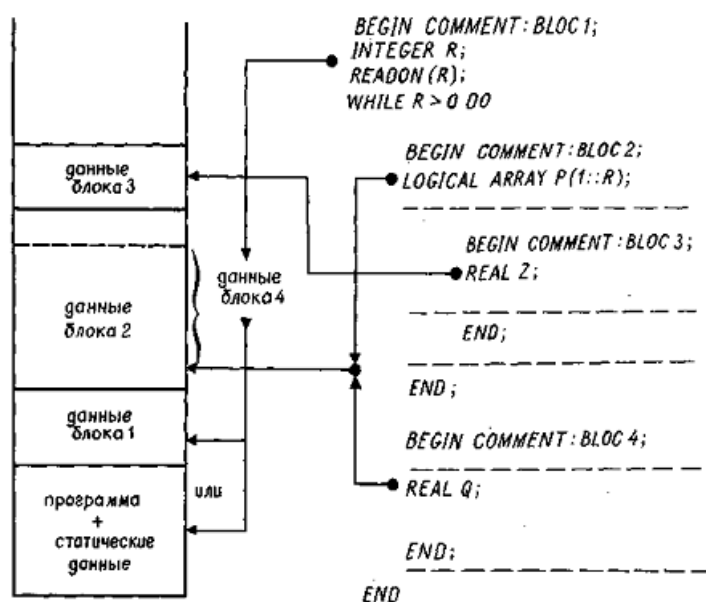 BEGIN COMMENT: BLOC 1;
INTEGER R;
READON (R);
WHILE R > 0 DO
BEGIN COMMENT: BLOC 2;
LOGICAL ARRAY P(1::R);
BEGIN COMMENT: BLOC 3;
REAL Z;
END;
END;
BEGIN COMMENT: BLOC 4;
REAL Q;
END;
END
данные
блока 3
данные
блока 2
данные
блока 4
данные
блока 1
или
программа
+
статические
данные